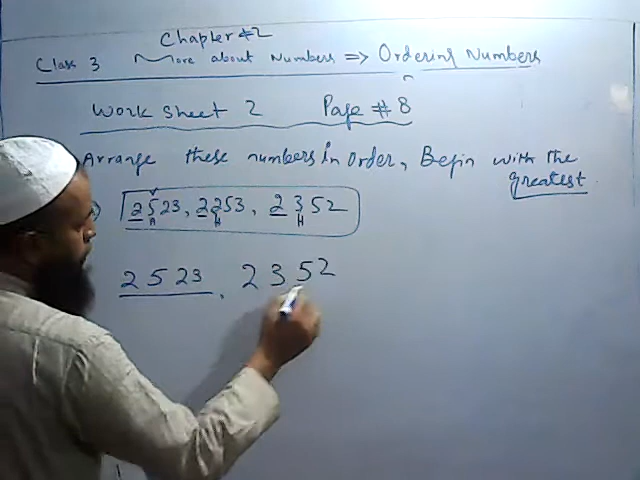 Chapter #2
Class 3 More about Numbers => Ordering Numbers
Work Sheet 2 Page # 8
Arrange these numbers In order, Begin with the
greatest.
) 2523, 2253, 2352
H H H
2523, 2352